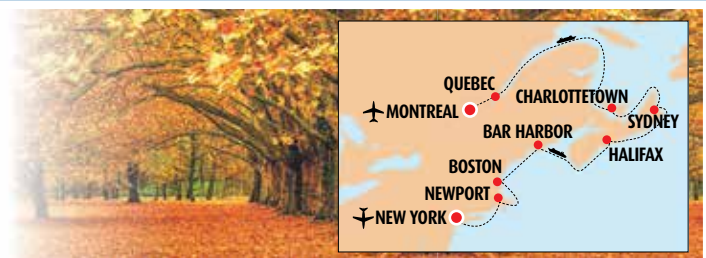 QUEBEC
MONTREAL
CHARLOTTETOWN
SYDNEY
BAR HARBOR
HALIFAX
BOSTON
NEWPORT
NEW YORK